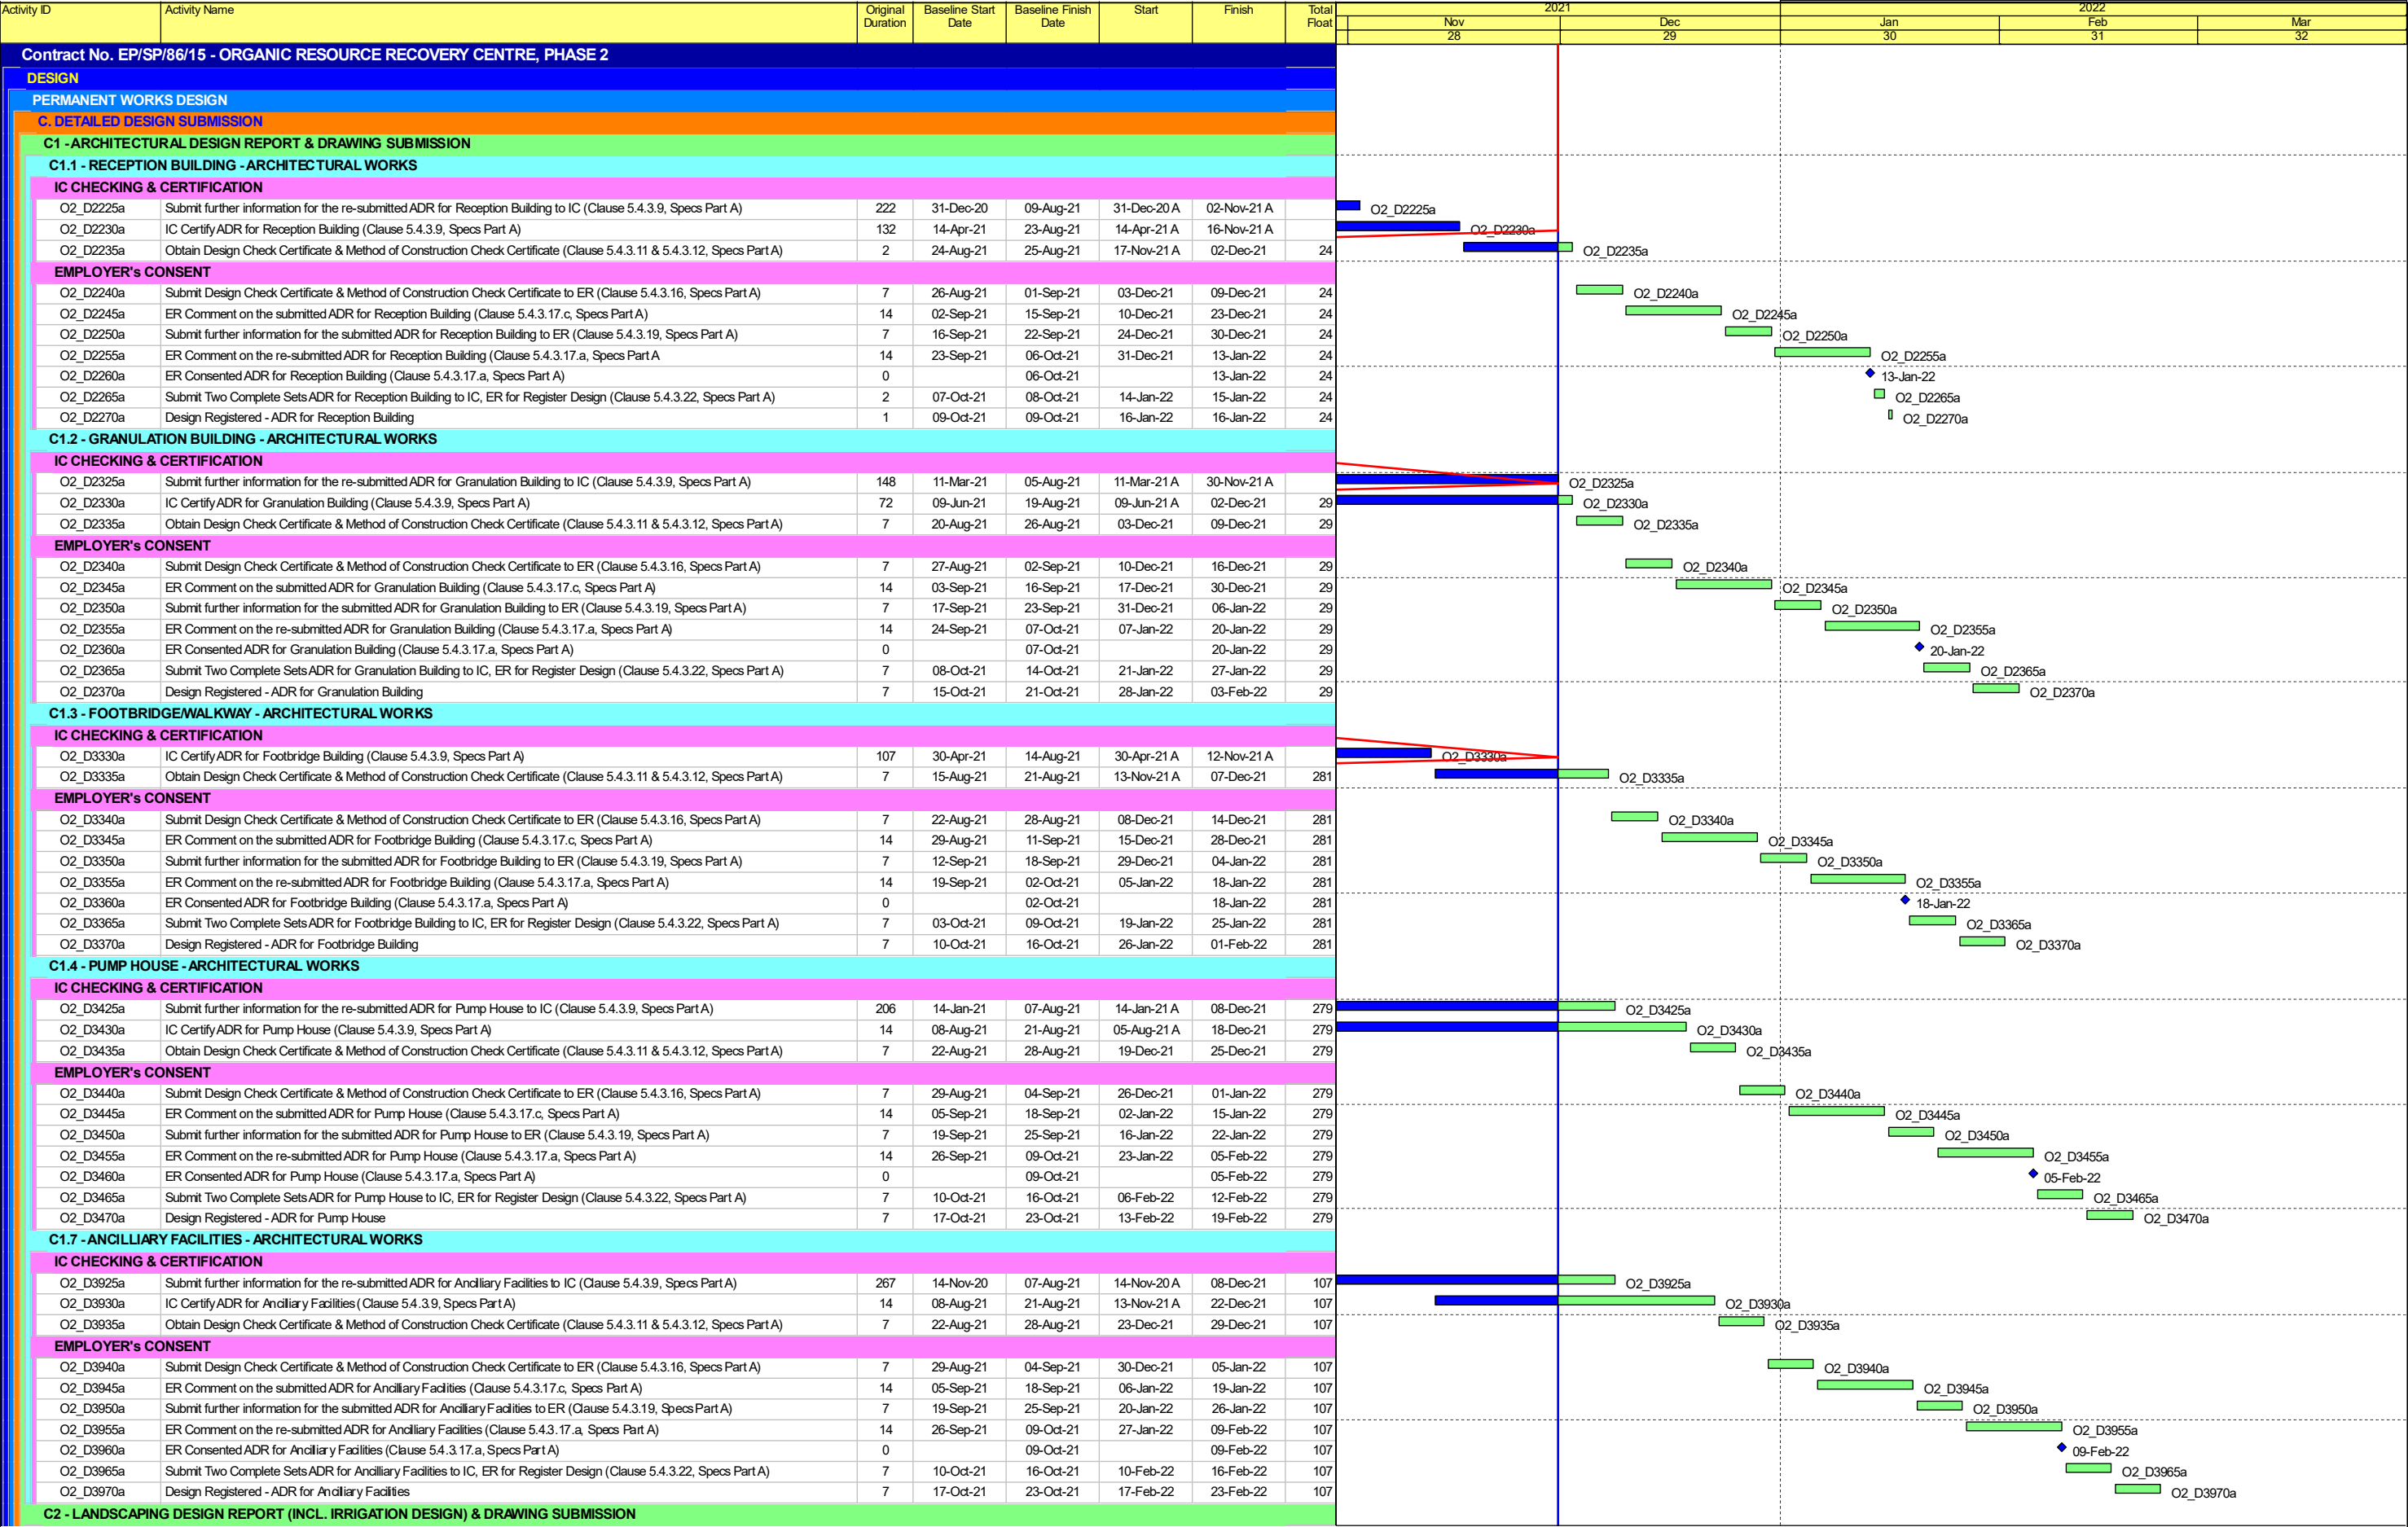 Activity ID Activity Name Original Duration Baseline Start Date Baseline Finish Date Start Finish Total Float 2021 2022
Nov Dec Jan Feb Mar
28 29 30 31 32
Contract No. EP/SP/86/15 - ORGANIC RESOURCE RECOVERY CENTRE, PHASE 2
DESIGN
PERMANENT WORKS DESIGN
C. DETAILED DESIGN SUBMISSION
C1 - ARCHITECTURAL DESIGN REPORT & DRAWING SUBMISSION
C1.1 - RECEPTION BUILDING - ARCHITECTURAL WORKS
IC CHECKING & CERTIFICATION
O2_D2225a Submit further information for the re-submitted ADR for Reception Building to IC (Clause 5.4.3.9, Specs Part A) 222 31-Dec-20 09-Aug-21 31-Dec-20 A 02-Nov-21 A O2_D2225a
O2_D2230a IC Certify ADR for Reception Building (Clause 5.4.3.9, Specs Part A) 132 14-Apr-21 23-Aug-21 14-Apr-21 A 16-Nov-21 A O2_D2230a
O2_D2235a Obtain Design Check Certificate & Method of Construction Check Certificate (Clause 5.4.3.11 & 5.4.3.12, Specs Part A) 2 24-Aug-21 25-Aug-21 17-Nov-21 A 02-Dec-21 24 O2_D2235a
EMPLOYER's CONSENT
O2_D2240a Submit Design Check Certificate & Method of Construction Check Certificate to ER (Clause 5.4.3.16, Specs Part A) 7 26-Aug-21 01-Sep-21 03-Dec-21 09-Dec-21 24 O2_D2240a
O2_D2245a ER Comment on the submitted ADR for Reception Building (Clause 5.4.3.17.c, Specs Part A) 14 02-Sep-21 15-Sep-21 10-Dec-21 23-Dec-21 24 O2_D2245a
O2_D2250a Submit further information for the submitted ADR for Reception Building to ER (Clause 5.4.3.19, Specs Part A) 7 16-Sep-21 22-Sep-21 24-Dec-21 30-Dec-21 24 O2_D2250a
O2_D2255a ER Comment on the re-submitted ADR for Reception Building (Clause 5.4.3.17.a, Specs Part A 14 23-Sep-21 06-Oct-21 31-Dec-21 13-Jan-22 24 O2_D2255a
O2_D2260a ER Consented ADR for Reception Building (Clause 5.4.3.17.a, Specs Part A) 0 06-Oct-21 13-Jan-22 24 13-Jan-22
O2_D2265a Submit Two Complete Sets ADR for Reception Building to IC, ER for Register Design (Clause 5.4.3.22, Specs Part A) 2 07-Oct-21 08-Oct-21 14-Jan-22 15-Jan-22 24 O2_D2265a
O2_D2270a Design Registered - ADR for Reception Building 1 09-Oct-21 09-Oct-21 16-Jan-22 16-Jan-22 24 O2_D2270a
C1.2 - GRANULATION BUILDING - ARCHITECTURAL WORKS
IC CHECKING & CERTIFICATION
O2_D2325a Submit further information for the re-submitted ADR for Granulation Building to IC (Clause 5.4.3.9, Specs Part A) 148 11-Mar-21 05-Aug-21 11-Mar-21 A 30-Nov-21 A O2_D2325a
O2_D2330a IC Certify ADR for Granulation Building (Clause 5.4.3.9, Specs Part A) 72 09-Jun-21 19-Aug-21 09-Jun-21 A 02-Dec-21 29 O2_D2330a
O2_D2335a Obtain Design Check Certificate & Method of Construction Check Certificate (Clause 5.4.3.11 & 5.4.3.12, Specs Part A) 7 20-Aug-21 26-Aug-21 03-Dec-21 09-Dec-21 29 O2_D2335a
EMPLOYER's CONSENT
O2_D2340a Submit Design Check Certificate & Method of Construction Check Certificate to ER (Clause 5.4.3.16, Specs Part A) 7 27-Aug-21 02-Sep-21 10-Dec-21 16-Dec-21 29 O2_D2340a
O2_D2345a ER Comment on the submitted ADR for Granulation Building (Clause 5.4.3.17.c, Specs Part A) 14 03-Sep-21 16-Sep-21 17-Dec-21 30-Dec-21 29 O2_D2345a
O2_D2350a Submit further information for the submitted ADR for Granulation Building to ER (Clause 5.4.3.19, Specs Part A) 7 17-Sep-21 23-Sep-21 31-Dec-21 06-Jan-22 29 O2_D2350a
O2_D2355a ER Comment on the re-submitted ADR for Granulation Building (Clause 5.4.3.17.a, Specs Part A) 14 24-Sep-21 07-Oct-21 07-Jan-22 20-Jan-22 29 O2_D2355a
O2_D2360a ER Consented ADR for Granulation Building (Clause 5.4.3.17.a, Specs Part A) 0 07-Oct-21 20-Jan-22 29 20-Jan-22
O2_D2365a Submit Two Complete Sets ADR for Granulation Building to IC, ER for Register Design (Clause 5.4.3.22, Specs Part A) 7 08-Oct-21 14-Oct-21 21-Jan-22 27-Jan-22 29 O2_D2365a
O2_D2370a Design Registered - ADR for Granulation Building 7 15-Oct-21 21-Oct-21 28-Jan-22 03-Feb-22 29 O2_D2370a
C1.3 - FOOTBRIDGE/WALKWAY - ARCHITECTURAL WORKS
IC CHECKING & CERTIFICATION
O2_D3330a IC Certify ADR for Footbridge Building (Clause 5.4.3.9, Specs Part A) 107 30-Apr-21 14-Aug-21 30-Apr-21 A 12-Nov-21 A O2_D3330a
O2_D3335a Obtain Design Check Certificate & Method of Construction Check Certificate (Clause 5.4.3.11 & 5.4.3.12, Specs Part A) 7 15-Aug-21 21-Aug-21 13-Nov-21 A 07-Dec-21 281 O2_D3335a
EMPLOYER's CONSENT
O2_D3340a Submit Design Check Certificate & Method of Construction Check Certificate to ER (Clause 5.4.3.16, Specs Part A) 7 22-Aug-21 28-Aug-21 08-Dec-21 14-Dec-21 281 O2_D3340a
O2_D3345a ER Comment on the submitted ADR for Footbridge Building (Clause 5.4.3.17.c, Specs Part A) 14 29-Aug-21 11-Sep-21 15-Dec-21 28-Dec-21 281 O2_D3345a
O2_D3350a Submit further information for the submitted ADR for Footbridge Building to ER (Clause 5.4.3.19, Specs Part A) 7 12-Sep-21 18-Sep-21 29-Dec-21 04-Jan-22 281 O2_D3350a
O2_D3355a ER Comment on the re-submitted ADR for Footbridge Building (Clause 5.4.3.17.a, Specs Part A) 14 19-Sep-21 02-Oct-21 05-Jan-22 18-Jan-22 281 O2_D3355a
O2_D3360a ER Consented ADR for Footbridge Building (Clause 5.4.3.17.a, Specs Part A) 0 02-Oct-21 18-Jan-22 281 18-Jan-22
O2_D3365a Submit Two Complete Sets ADR for Footbridge Building to IC, ER for Register Design (Clause 5.4.3.22, Specs Part A) 7 03-Oct-21 09-Oct-21 19-Jan-22 25-Jan-22 281 O2_D3365a
O2_D3370a Design Registered - ADR for Footbridge Building 7 10-Oct-21 16-Oct-21 26-Jan-22 01-Feb-22 281 O2_D3370a
C1.4 - PUMP HOUSE - ARCHITECTURAL WORKS
IC CHECKING & CERTIFICATION
O2_D3425a Submit further information for the re-submitted ADR for Pump House to IC (Clause 5.4.3.9, Specs Part A) 206 14-Jan-21 07-Aug-21 14-Jan-21 A 08-Dec-21 279 O2_D3425a
O2_D3430a IC Certify ADR for Pump House (Clause 5.4.3.9, Specs Part A) 14 08-Aug-21 21-Aug-21 05-Aug-21 A 18-Dec-21 279 O2_D3430a
O2_D3435a Obtain Design Check Certificate & Method of Construction Check Certificate (Clause 5.4.3.11 & 5.4.3.12, Specs Part A) 7 22-Aug-21 28-Aug-21 19-Dec-21 25-Dec-21 279 O2_D3435a
EMPLOYER's CONSENT
O2_D3440a Submit Design Check Certificate & Method of Construction Check Certificate to ER (Clause 5.4.3.16, Specs Part A) 7 29-Aug-21 04-Sep-21 26-Dec-21 01-Jan-22 279 O2_D3440a
O2_D3445a ER Comment on the submitted ADR for Pump House (Clause 5.4.3.17.c, Specs Part A) 14 05-Sep-21 18-Sep-21 02-Jan-22 15-Jan-22 279 O2_D3445a
O2_D3450a Submit further information for the submitted ADR for Pump House to ER (Clause 5.4.3.19, Specs Part A) 7 19-Sep-21 25-Sep-21 16-Jan-22 22-Jan-22 279 O2_D3450a
O2_D3455a ER Comment on the re-submitted ADR for Pump House (Clause 5.4.3.17.a, Specs Part A) 14 26-Sep-21 09-Oct-21 23-Jan-22 05-Feb-22 279 O2_D3455a
O2_D3460a ER Consented ADR for Pump House (Clause 5.4.3.17.a, Specs Part A) 0 09-Oct-21 05-Feb-22 279 05-Feb-22
O2_D3465a Submit Two Complete Sets ADR for Pump House to IC, ER for Register Design (Clause 5.4.3.22, Specs Part A) 7 10-Oct-21 16-Oct-21 06-Feb-22 12-Feb-22 279 O2_D3465a
O2_D3470a Design Registered - ADR for Pump House 7 17-Oct-21 23-Oct-21 13-Feb-22 19-Feb-22 279 O2_D3470a
C1.7 - ANCILLIARY FACILITIES - ARCHITECTURAL WORKS
IC CHECKING & CERTIFICATION
O2_D3925a Submit further information for the re-submitted ADR for Ancilliary Facilities to IC (Clause 5.4.3.9, Specs Part A) 267 14-Nov-20 07-Aug-21 14-Nov-20 A 08-Dec-21 107 O2_D3925a
O2_D3930a IC Certify ADR for Ancilliary Facilities (Clause 5.4.3.9, Specs Part A) 14 08-Aug-21 21-Aug-21 13-Nov-21 A 22-Dec-21 107 O2_D3930a
O2_D3935a Obtain Design Check Certificate & Method of Construction Check Certificate (Clause 5.4.3.11 & 5.4.3.12, Specs Part A) 7 22-Aug-21 28-Aug-21 23-Dec-21 29-Dec-21 107 O2_D3935a
EMPLOYER's CONSENT
O2_D3940a Submit Design Check Certificate & Method of Construction Check Certificate to ER (Clause 5.4.3.16, Specs Part A) 7 29-Aug-21 04-Sep-21 30-Dec-21 05-Jan-22 107 O2_D3940a
O2_D3945a ER Comment on the submitted ADR for Ancilliary Facilities (Clause 5.4.3.17.c, Specs Part A) 14 05-Sep-21 18-Sep-21 06-Jan-22 19-Jan-22 107 O2_D3945a
O2_D3950a Submit further information for the submitted ADR for Ancilliary Facilities to ER (Clause 5.4.3.19, Specs Part A) 7 19-Sep-21 25-Sep-21 20-Jan-22 26-Jan-22 107 O2_D3950a
O2_D3955a ER Comment on the re-submitted ADR for Ancilliary Facilities (Clause 5.4.3.17.a, Specs Part A) 14 26-Sep-21 09-Oct-21 27-Jan-22 09-Feb-22 107 O2_D3955a
O2_D3960a ER Consented ADR for Ancilliary Facilities (Clause 5.4.3.17.a, Specs Part A) 0 09-Oct-21 09-Feb-22 107 09-Feb-22
O2_D3965a Submit Two Complete Sets ADR for Ancilliary Facilities to IC, ER for Register Design (Clause 5.4.3.22, Specs Part A) 7 10-Oct-21 16-Oct-21 10-Feb-22 16-Feb-22 107 O2_D3965a
O2_D3970a Design Registered - ADR for Ancilliary Facilities 7 17-Oct-21 23-Oct-21 17-Feb-22 23-Feb-22 107 O2_D3970a
C2 - LANDSCAPING DESIGN REPORT (INCL. IRRIGATION DESIGN) & DRAWING SUBMISSION